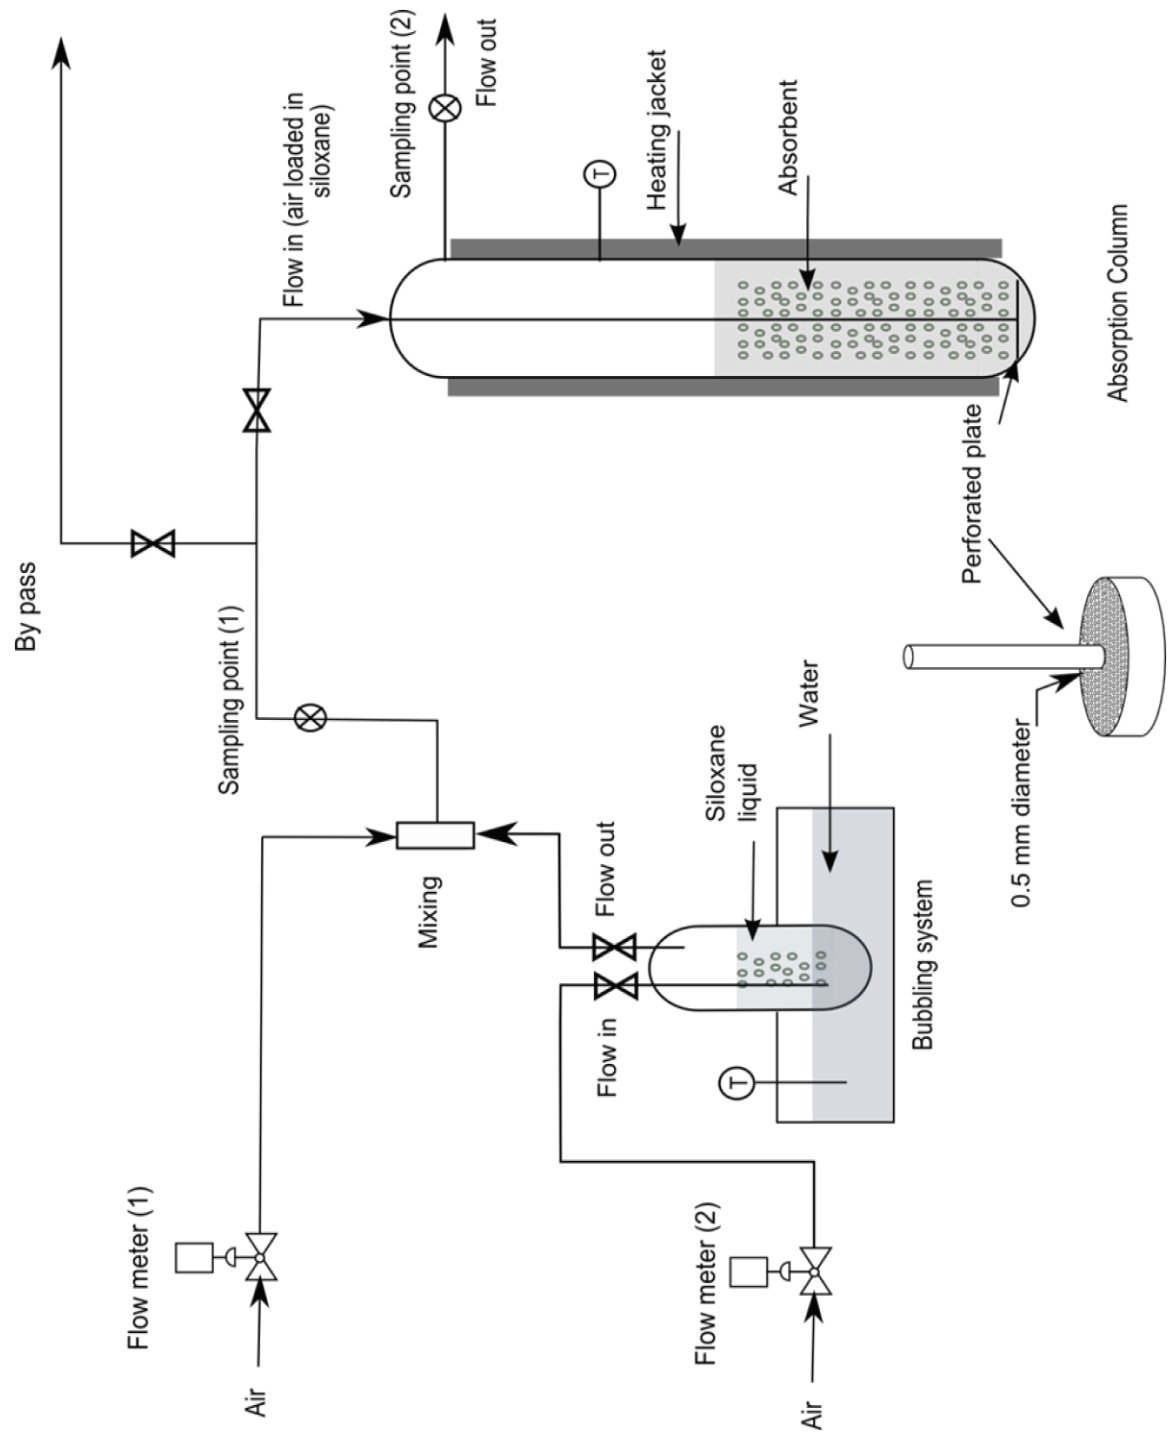 By pass
Sampling point (1)
Flow in (air loaded in
siloxane)
Sampling point (2)
Flow out
T
Heating jacket
Absorbent
Perforated plate
Absorption Column
Flow meter (1)
Air
Mixing
Flow in
Flow out
Siloxane
liquid
Water
T
Bubbling system
Flow meter (2)
Air
Perforated plate
0.5 mm diameter